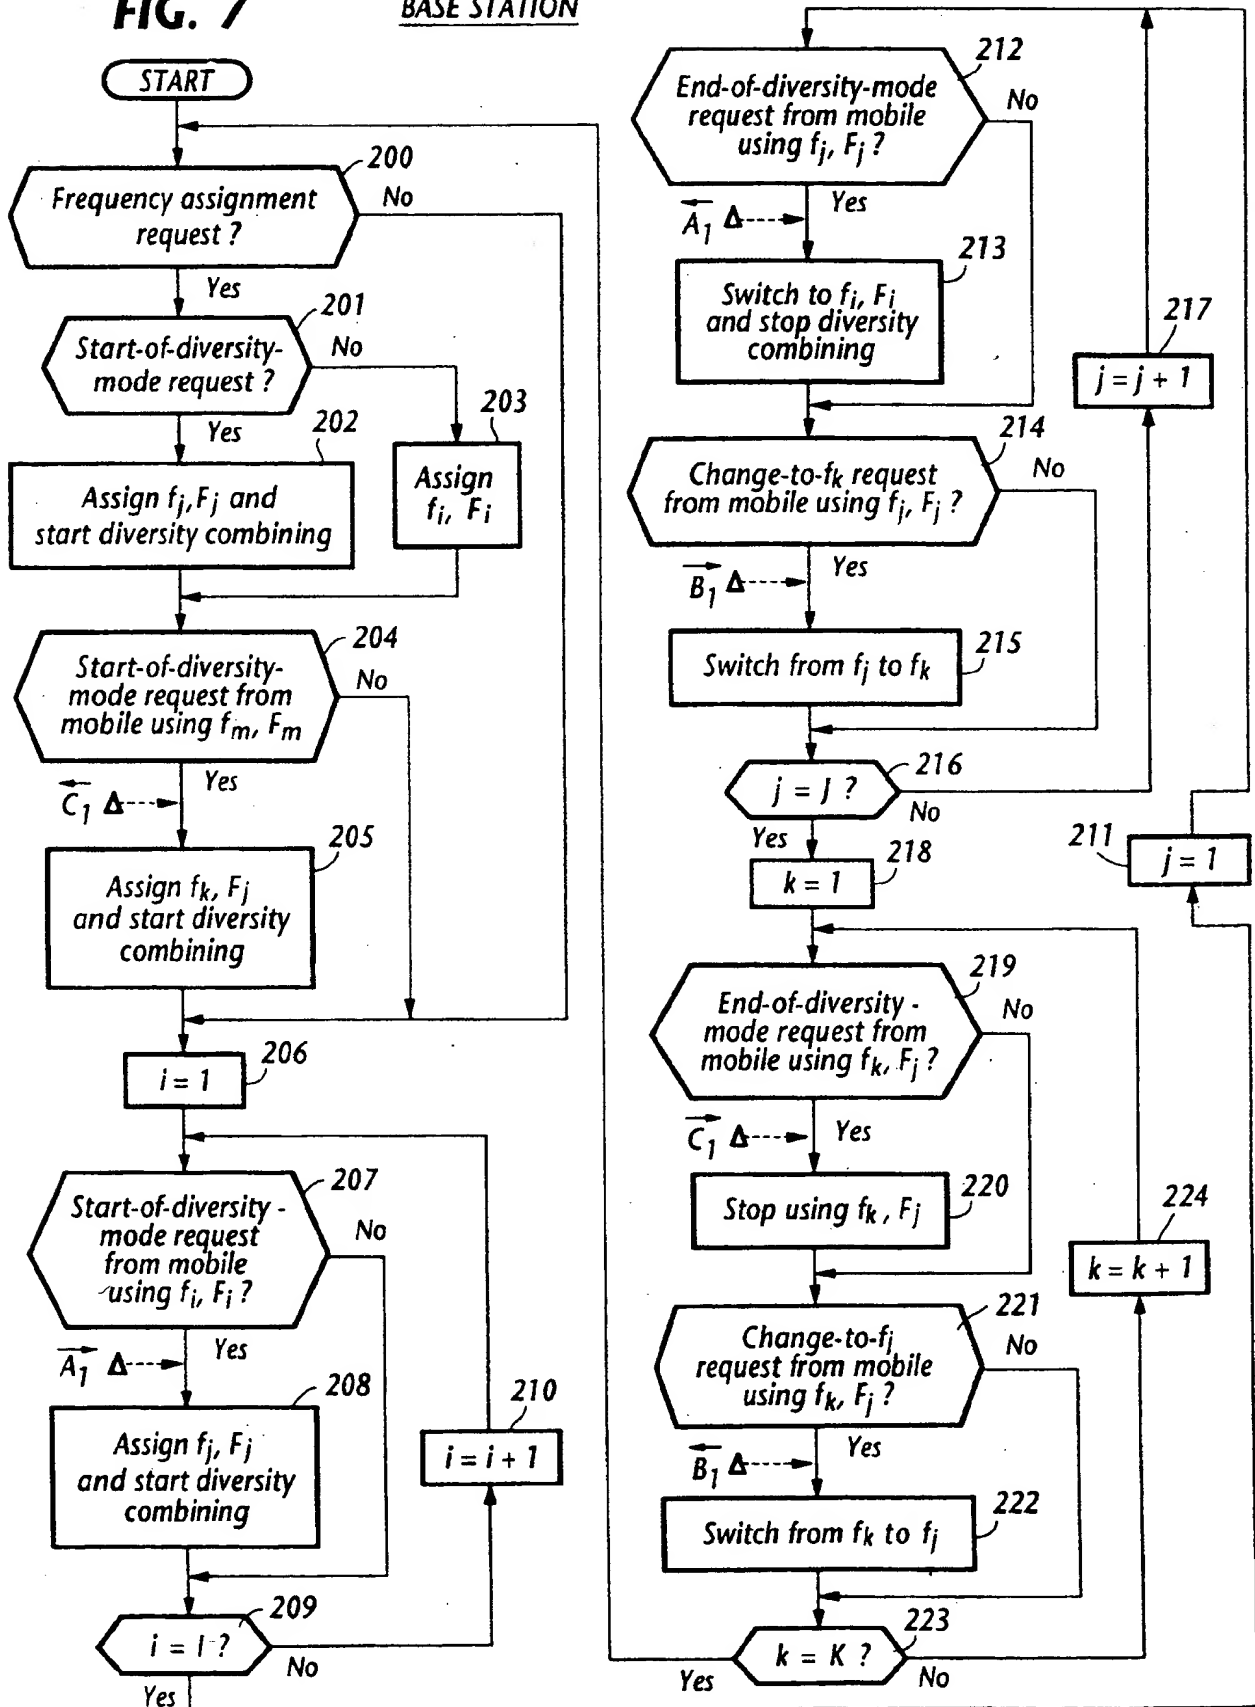 FIG. 7
BASE STATION
START
200
Frequency assignment
request ?
No
Yes
201
Start-of-diversity-
mode request ?
No
Yes
202
Assign fj,Fj and
start diversity combining
203
Assign
fi, Fi
204
Start-of-diversity-
mode request from
mobile using fm, Fm
No
Yes
C1 Δ
205
Assign fk, Fj
and start diversity
combining
206
i = 1
207
Start-of-diversity -
mode request
from mobile
using fi, Fi ?
No
Yes
A1 Δ
208
Assign fj, Fj
and start diversity
combining
210
i = i + 1
209
i = I ?
No
Yes
212
End-of-diversity-mode
request from mobile
using fj, Fj ?
No
Yes
A1 Δ
213
Switch to fi, Fi
and stop diversity
combining
217
j = j + 1
214
Change-to-fk request
from mobile using fj, Fj ?
No
Yes
B1 Δ
215
Switch from fj to fk
216
j = J ?
No
Yes
211
j = 1
218
k = 1
219
End-of-diversity -
mode request from
mobile using fk, Fj ?
No
Yes
C1 Δ
220
Stop using fk, Fj
224
k = k + 1
221
Change-to-fj
request from mobile
using fk, Fj ?
No
Yes
B1 Δ
222
Switch from fk to fj
223
k = K ?
Yes
No